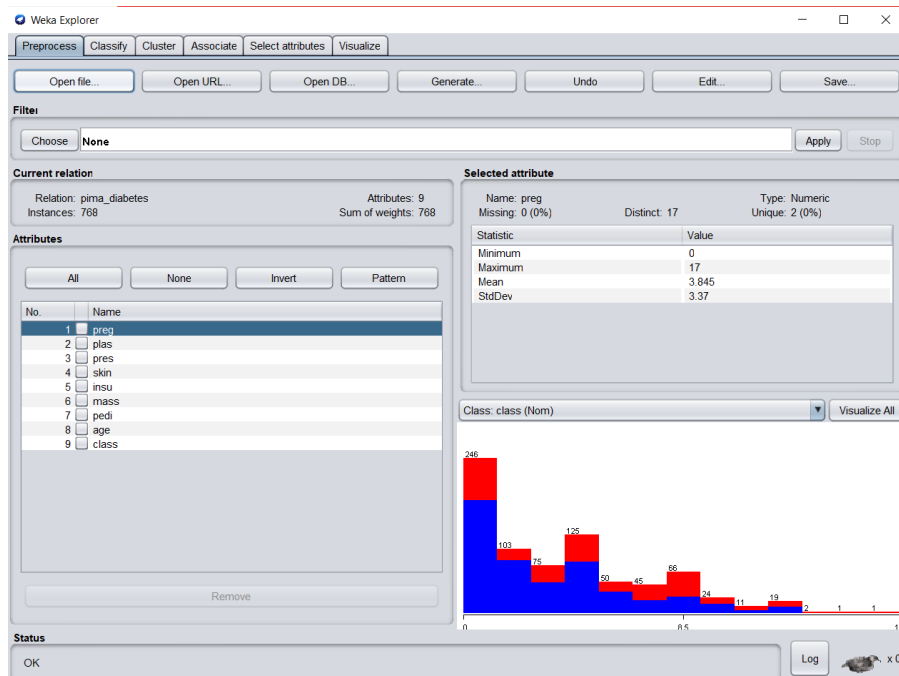 Weka Explorer
Preprocess Classify Cluster Associate Select attributes Visualize
Open file... Open URL... Open DB... Generate... Undo Edit... Save...
Filter
Choose None Apply Stop
Current relation
Relation: pima_diabetes Attributes: 9
Instances: 768 Sum of weights: 768
Attributes
All None Invert Pattern
No. Name
1 preg
2 plas
3 pres
4 skin
5 insu
6 mass
7 pedi
8 age
9 class
Remove
Selected attribute
Name: preg Type: Numeric
Missing: 0 (0%) Distinct: 17 Unique: 2 (0%)
Statistic Value
Minimum 0
Maximum 17
Mean 3.845
StdDev 3.37
Class: class (Nom) Visualize All
246
103
75
125
50
45
66
24
11
19
2
1
1
0 8.5
Status
OK
Log x